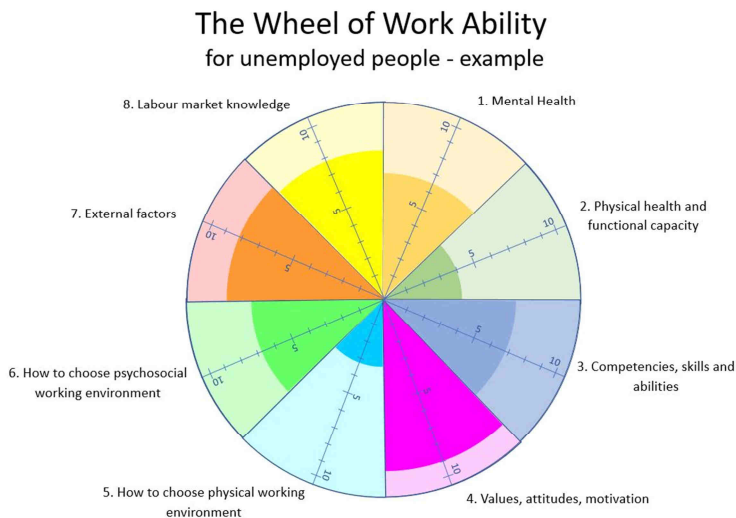 The Wheel of Work Ability
for unemployed people - example
8. Labour market knowledge
1. Mental Health
10
10
7. External factors
2. Physical health and
functional capacity
5
5
10
10
5
5
6. How to choose psychosocial
working environment
5
5
10
10
3. Competencies, skills and
abilities
5
5
10
10
5. How to choose physical working
environment
4. Values, attitudes, motivation